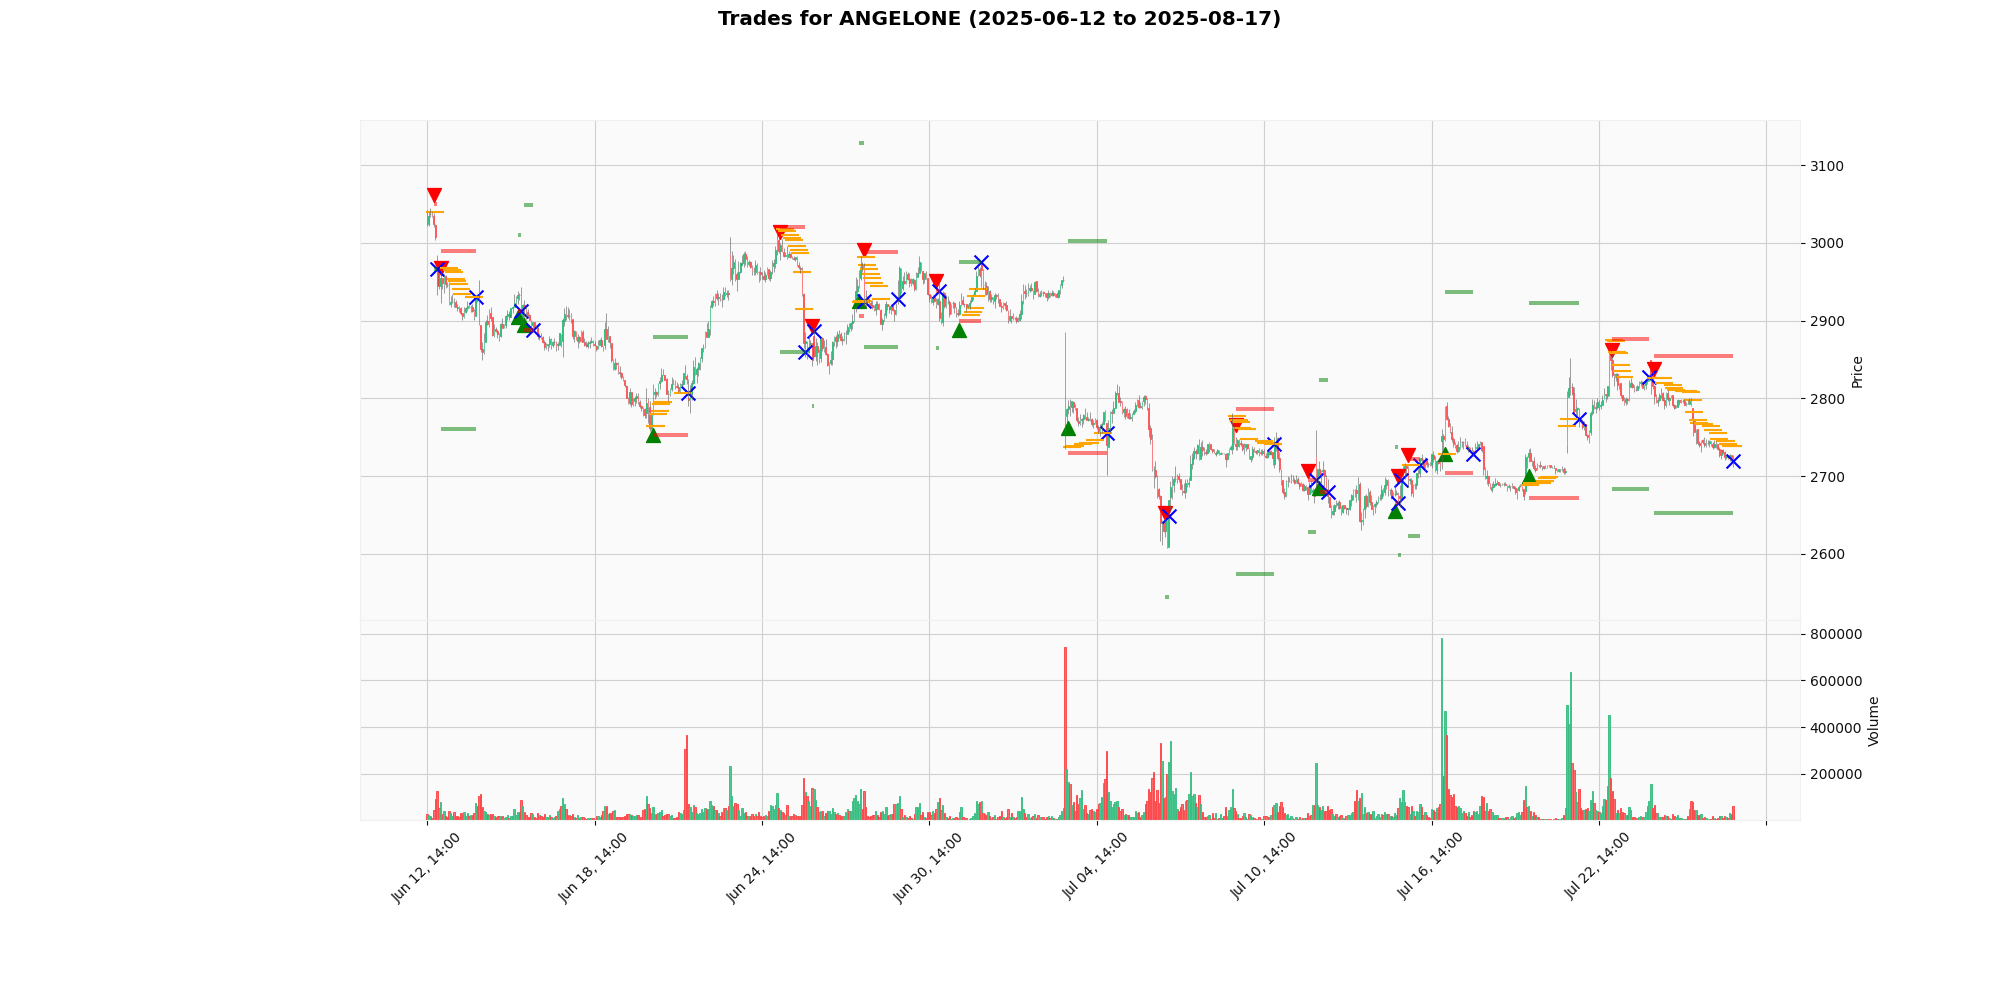 Trades for ANGELONE (2025-06-12 to 2025-08-17)
3100
3000
2900
2800
2700
2600
Price
800000
600000
400000
200000
Volume
Jun 12, 14:00
Jun 18, 14:00
Jun 24, 14:00
Jun 30, 14:00
Jul 04, 14:00
Jul 10, 14:00
Jul 16, 14:00
Jul 22, 14:00